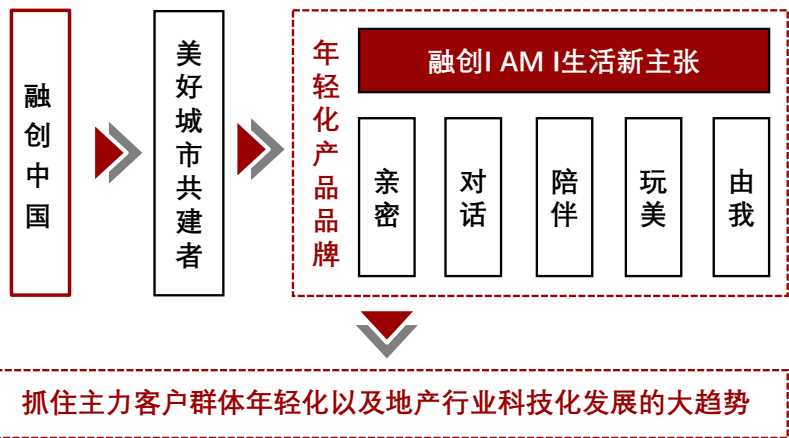 融创中国
美好城市共建者
年轻化产品品牌
融创I AM I生活新主张
亲密
对话
陪伴
玩美
由我
抓住主力客户群体年轻化以及地产行业科技化发展的大趋势